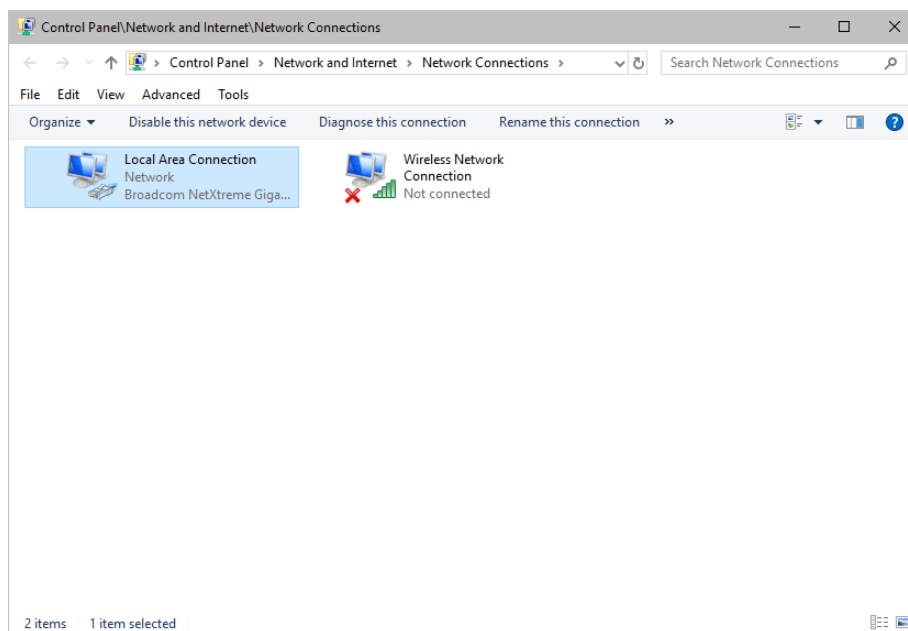 Control Panel\Network and Internet\Network Connections
Control Panel > Network and Internet > Network Connections >
Search Network Connections
File Edit View Advanced Tools
Organize Disable this network device Diagnose this connection Rename this connection »
Local Area Connection
Network
Broadcom NetXtreme Giga...
Wireless Network
Connection
Not connected
2 items 1 item selected